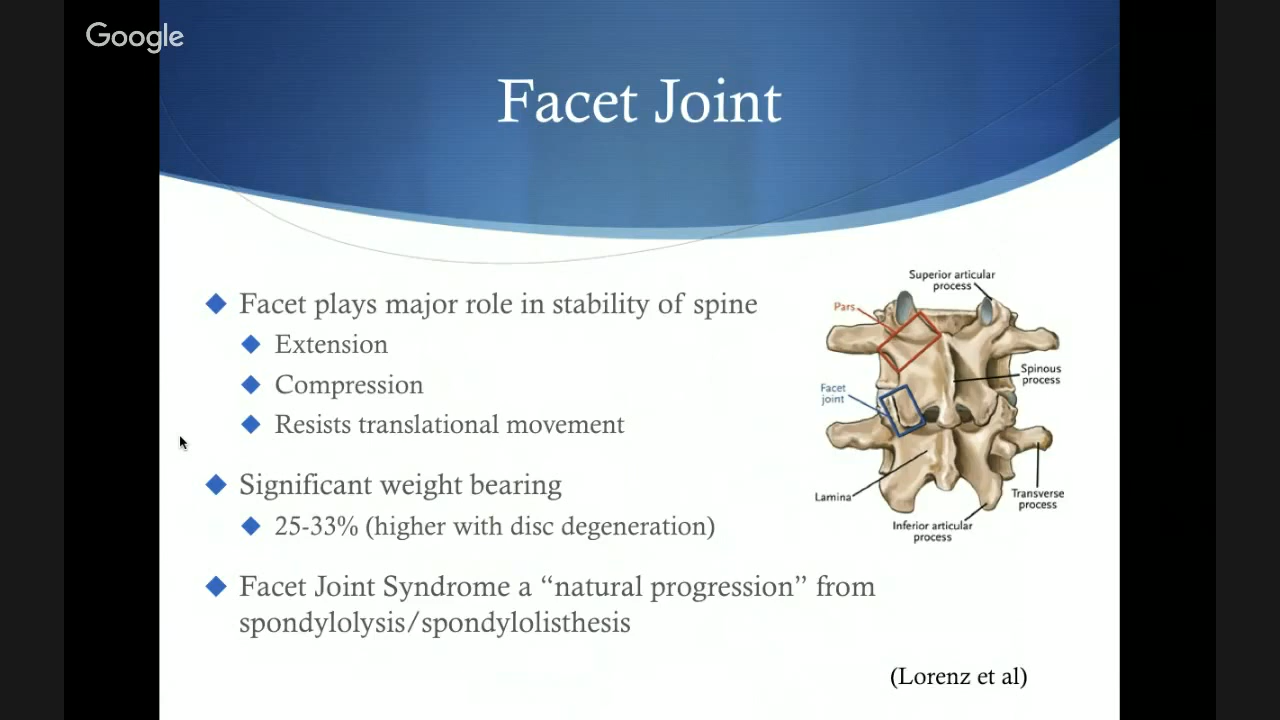 Google
Facet Joint
Facet plays major role in stability of spine
Extension
Compression
Resists translational movement
Significant weight bearing
25-33% (higher with disc degeneration)
Facet Joint Syndrome a “natural progression” from
spondylolysis/spondylolisthesis
Superior articular
process
Pars
Spinous
process
Facet
joint
Lamina
Transverse
process
Inferior articular
process
(Lorenz et al)